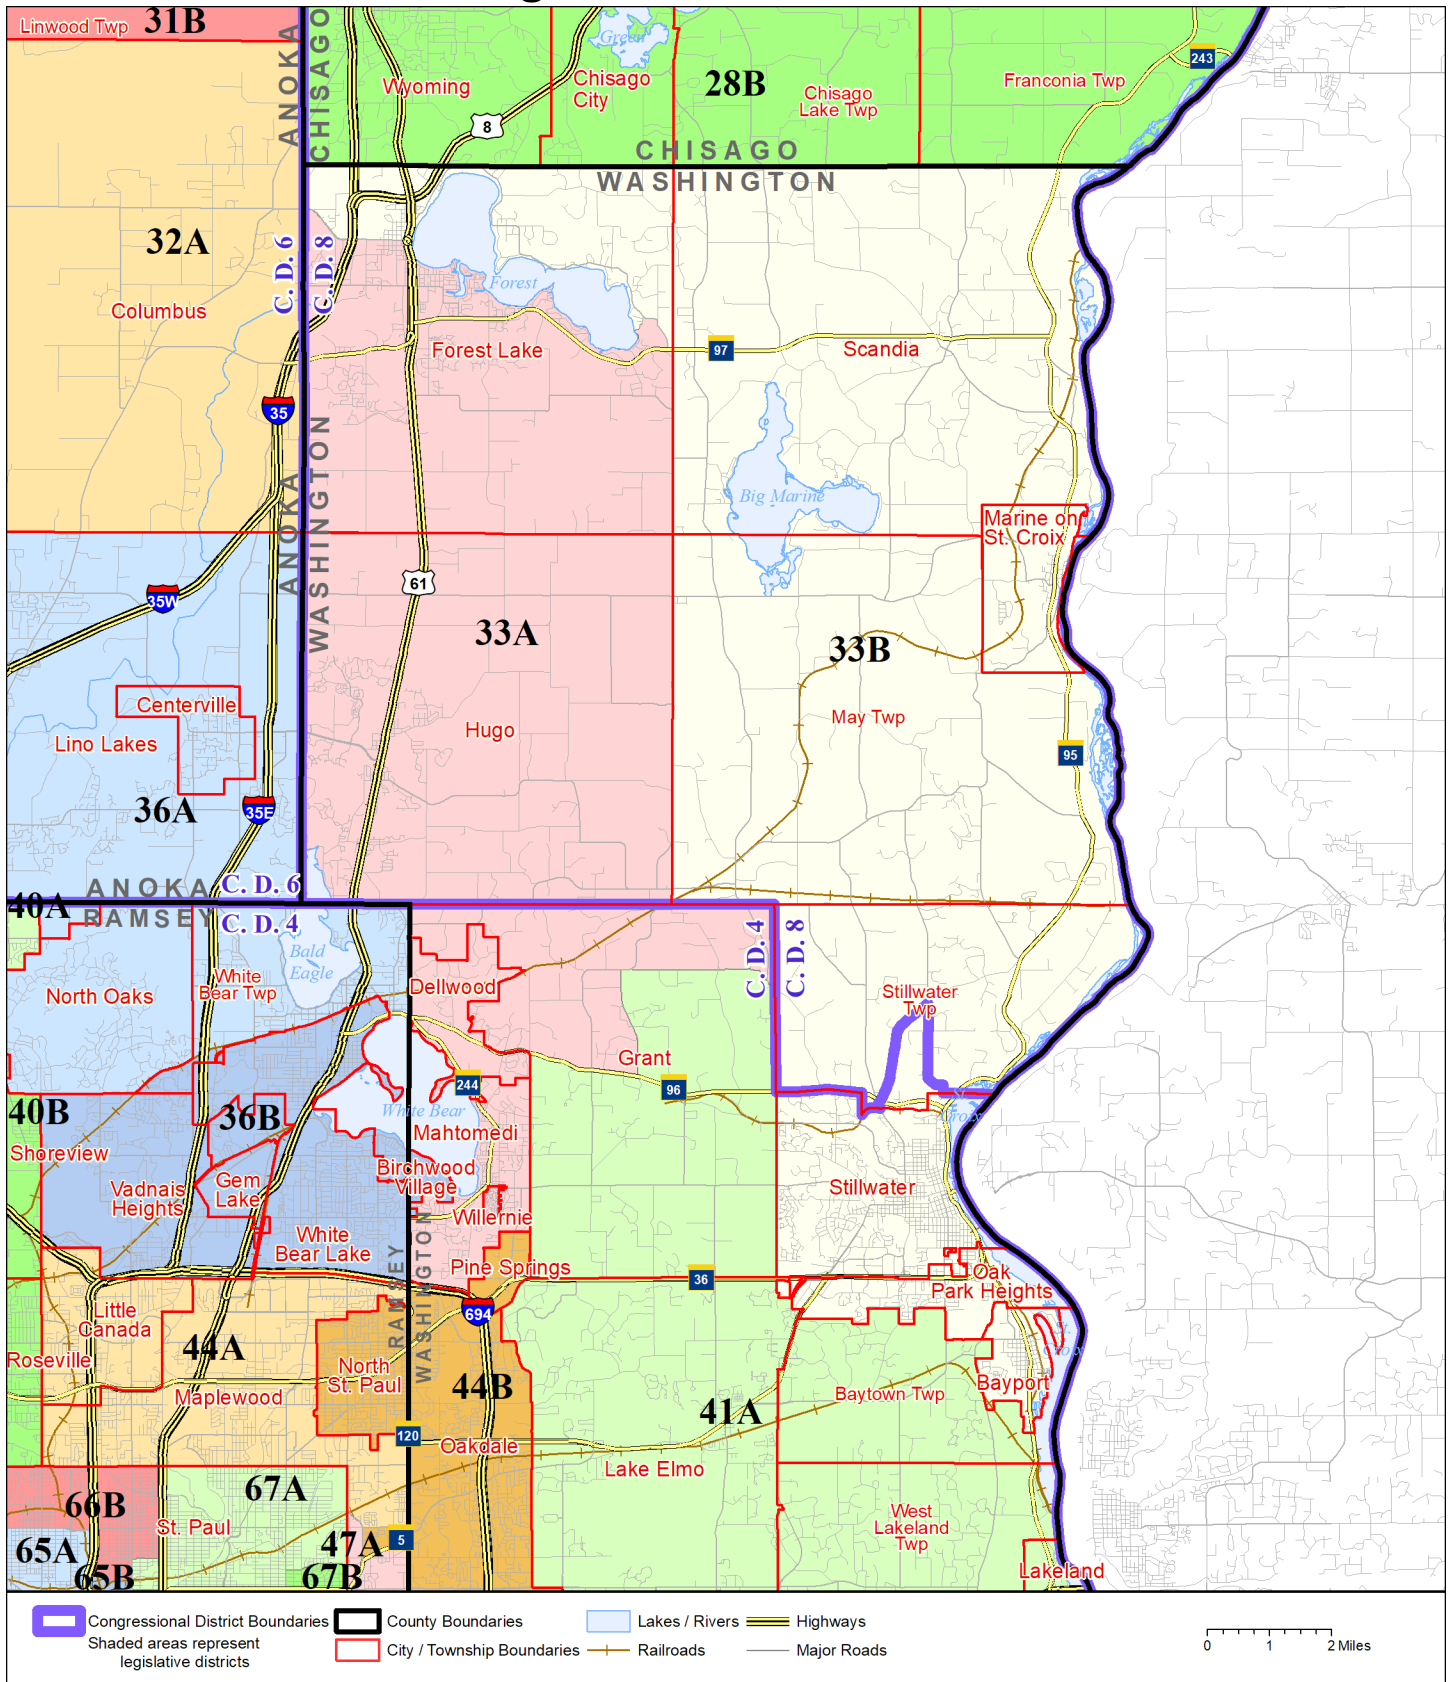 Linwood Twp
31B
ANOKA
CHISAGO
Wyoming
8
Chisago
City
Green
28B
Chisago
Lake Twp
Franconia Twp
243
CHISAGO
WASHINGTON
32A
Columbus
C. D. 6
C. D. 8
Forest
Forest Lake
97
Scandia
35
ANOKA
WASHINGTON
Big Marine
Marine on
St. Croix
35W
61
33A
33B
May Twp
Centerville
Lino Lakes
Hugo
95
36A
35E
ANOKA
C. D. 6
40A
RAMSEY
C. D. 4
C. D. 4
C. D. 8
Bald
Eagle
White
Bear Twp
North Oaks
Dellwood
Stillwater
Twp
Grant
96
244
40B
36B
White Bear
Mahtomedi
St
Croix
Shoreview
Gem
Lake
Vadnais
Heights
Birchwood
Village
Willernie
Stillwater
White
Bear Lake
RAMSEY
WASHINGTON
Pine Springs
36
Oak
Park Heights
694
Little
Canada
Roseville
44A
Maplewood
North
St. Paul
44B
St
Croix
Bayport
Baytown Twp
41A
120
Oakdale
Lake Elmo
66B
67A
St. Paul
West
Lakeland
Twp
65A
65B
47A
5
67B
Lakeland
Congressional District Boundaries
Shaded areas represent
legislative districts
County Boundaries
City / Township Boundaries
Lakes / Rivers
Railroads
Highways
Major Roads
0 1 2 Miles